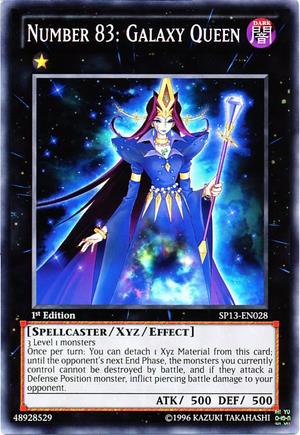 NUMBER 83: GALAXY QUEEN
DARK
闇
1st Edition
SP13-EN028
[SPELLCASTER/XYZ/EFFECT]
3 Level 1 monsters
Once per turn: You can detach 1 Xyz Material from this card;
until the opponent's next End Phase, the monsters you currently
control cannot be destroyed by battle, and if they attack a
Defense Position monster, inflict piercing battle damage to your
opponent.
ATK/ 500 DEF/ 500
48928529
©1996 KAZUKI TAKAHASHI